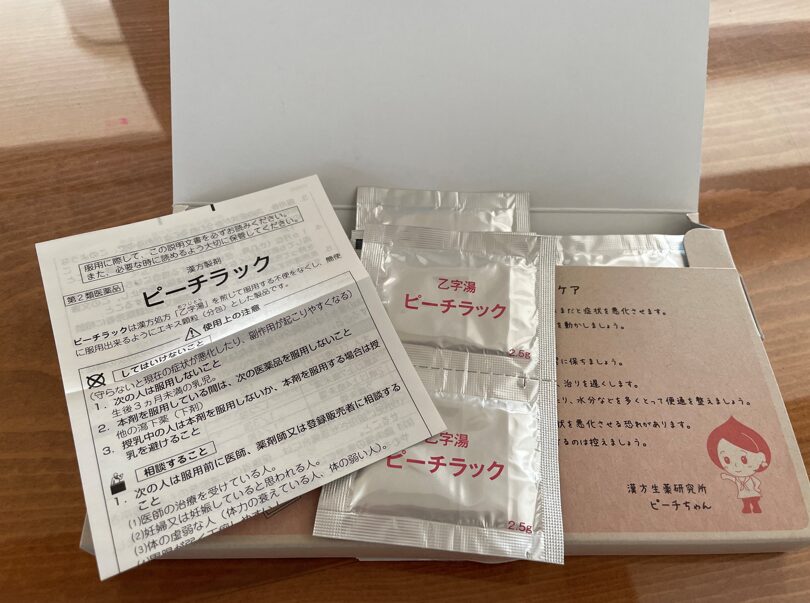 服用に際して、この説明文書を必ずお読みください。
また、必要な時に読めるよう大切に保管してください。
漢方製剤
第2類医薬品
ピーチラック
おつじとう
ピーチラックは漢方処方「乙字湯」を煎じて服用する不便をなくし、簡便
に服用出来るようにエキス顆粒(分包)とした製品です。
使用上の注意
してはいけないこと
(守らないと現在の症状が悪化したり、副作用が起こりやすくなる)
1.次の人は服用しないこと
生後3ヵ月未満の乳児。
2.本剤を服用している間は、次の医薬品を服用しないこと
他の瀉下薬(下剤)
3.授乳中の人は本剤を服用しないか、本剤を服用する場合は授
乳を避けること
相談すること
1.次の人は服用前に医師、薬剤師又は登録販売者に相談する
こと
(1)医師の治療を受けている人。
(2)妊婦又は妊娠していると思われる人。
(3)体の虚弱な人(体力の衰えている人、体の弱い人)。
乙字湯
ピーチラック
2.5g
乙字湯
ピーチラック
2.5g
ケア
まだと症状を悪化させます。
を動かしましょう。
に保ちましょう。
治りを遅くします。
り、水分などを多くとって便通を整えましょう。
状を悪化させる恐れがあります。
するのは控えましょう。
漢方生薬研究所
ピーチちゃん